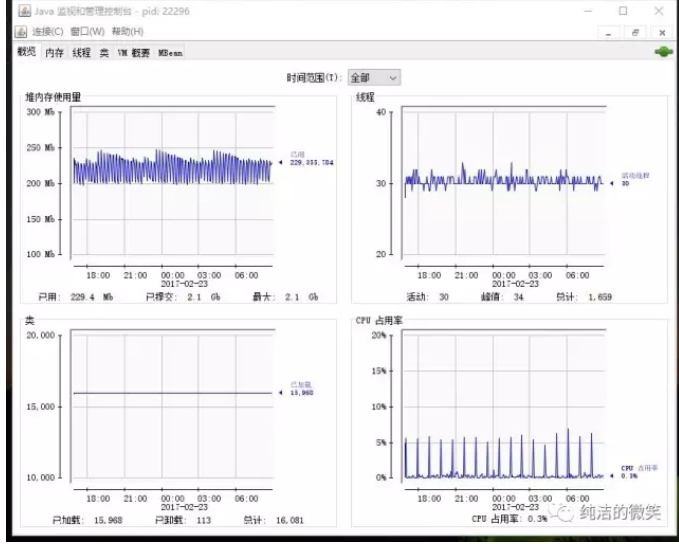 Java 监视和管理控制台 - pid: 22296
连接(C) 窗口(W) 帮助(H)
概览 内存 线程 类 VM 概要 MBean
时间范围(T): 全部
堆内存使用量
300 Mb
250 Mb
200 Mb
150 Mb
100 Mb
已用
229,355,784
18:00 21:00 00:00 03:00 06:00
2017-02-23
已用: 229.4 Mb 已提交: 2.1 Gb 最大: 2.1 Gb
线程
40
30
20
活动线程
30
18:00 21:00 00:00 03:00 06:00
2017-02-23
活动: 30 峰值: 34 总计: 1,659
类
20,000
15,000
10,000
已加载
15,968
18:00 21:00 00:00 03:00 06:00
2017-02-23
已加载: 15,968 已卸载: 113 总计: 16,081
CPU 占用率
20%
15%
10%
5%
0%
CPU 占用率
0.3%
18:00 21:00 00:00 03:00 06:00
2017-02-23
CPU 占用率: 0.3%
纯洁的微笑